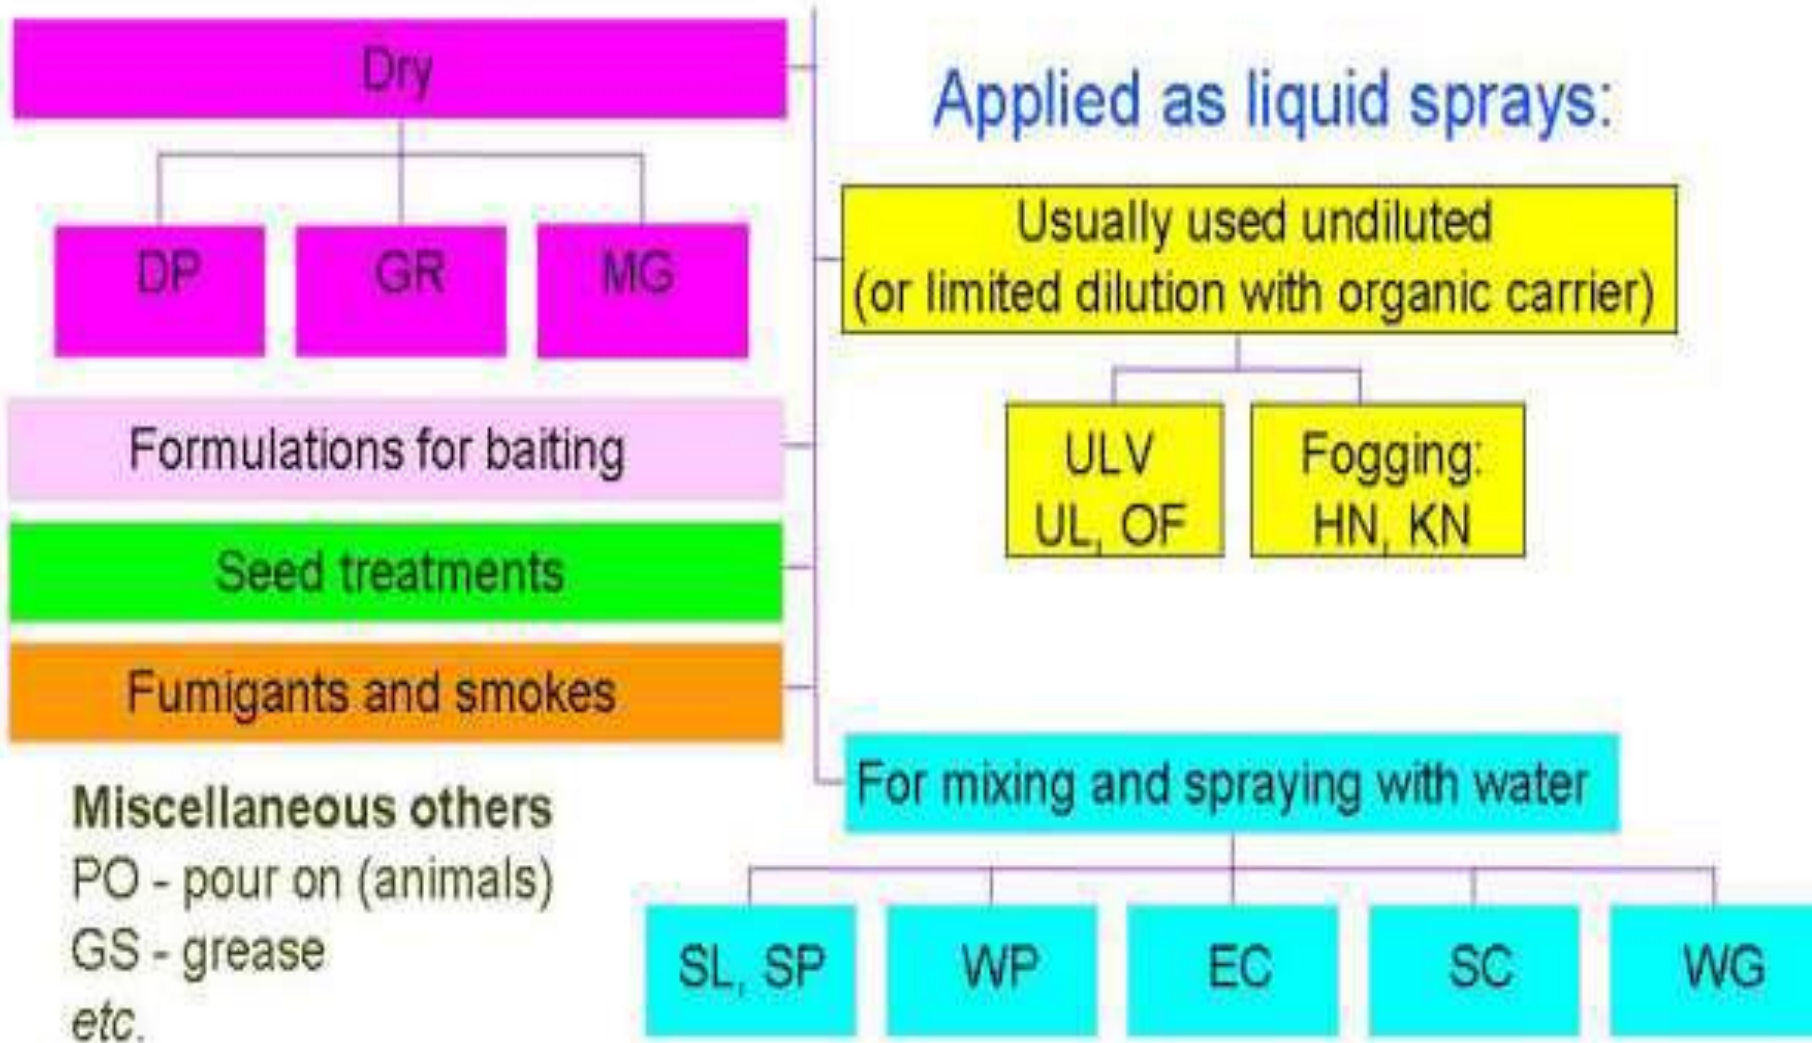 Dry
DP
GR
MG
Formulations for baiting
Seed treatments
Fumigants and smokes
Miscellaneous others
PO - pour on (animals)
GS - grease
etc.
Applied as liquid sprays:
Usually used undiluted
(or limited dilution with organic carrier)
ULV
UL, OF
Fogging:
HN, KN
For mixing and spraying with water
SL, SP
WP
EC
SC
WG